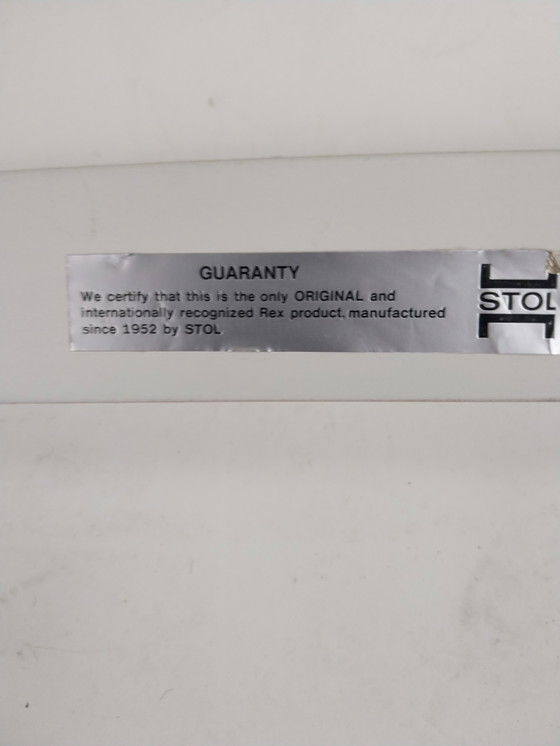 GUARANTY
We certify that this is the only ORIGINAL and
internationally recognized Rex product, manufactured
since 1952 by STOL
STOL